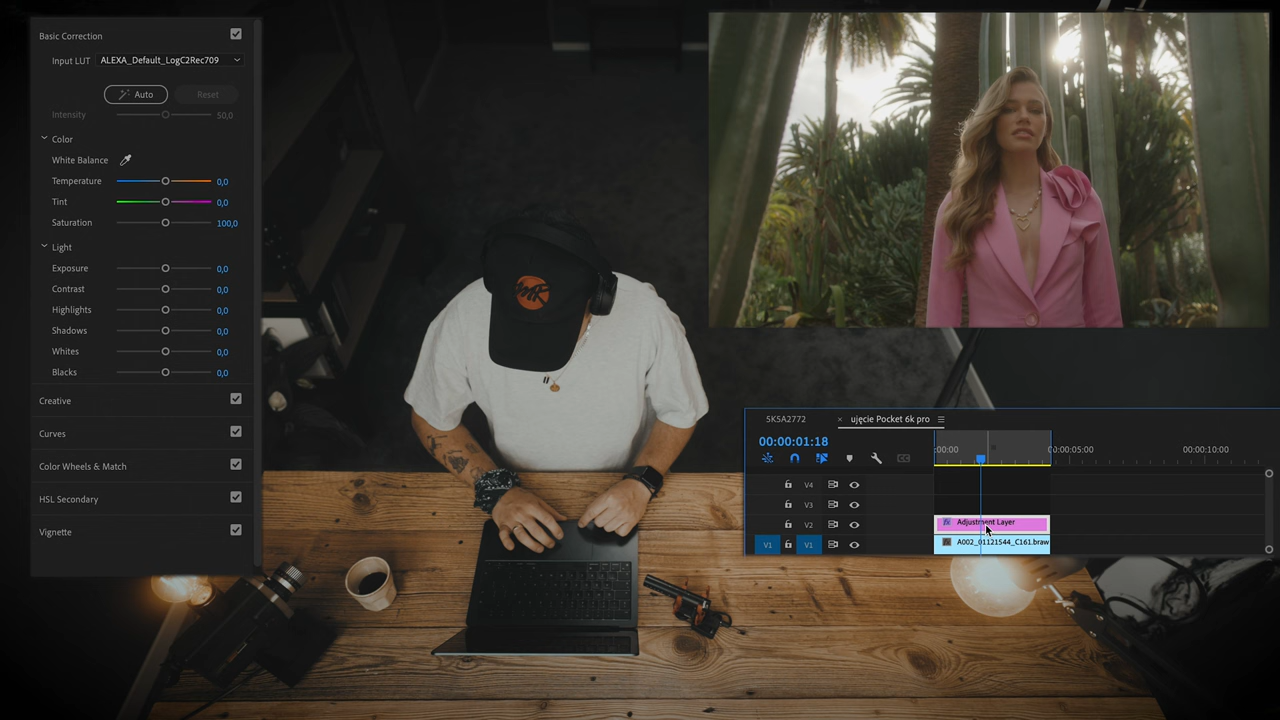 Basic Correction
Input LUT ALEXA_Default_LogC2Rec709
Auto Reset
Intensity 50,0
Color
White Balance
Temperature 0,0
Tint 0,0
Saturation 100,0
Light
Exposure 0,0
Contrast 0,0
Highlights 0,0
Shadows 0,0
Whites 0,0
Blacks 0,0
Creative
Curves
Color Wheels & Match
HSL Secondary
Vignette
MK
5K5A2772 × ujęcie Pocket 6k pro
00:00:01:18
:00:00 00:00:05:00 00:00:10:00
CC
V4
V3
V2 fx Adjustment Layer
V1 V1 A002_01121544_C161.braw